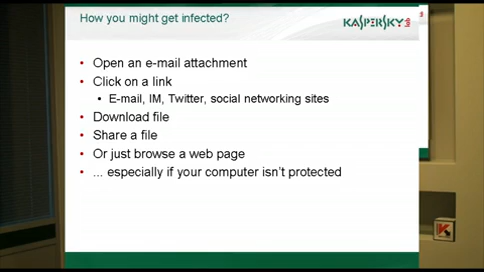 How you might get infected?
KASPERSKY lab
• Open an e-mail attachment
• Click on a link
• E-mail, IM, Twitter, social networking sites
• Download file
• Share a file
• Or just browse a web page
• ... especially if your computer isn't protected